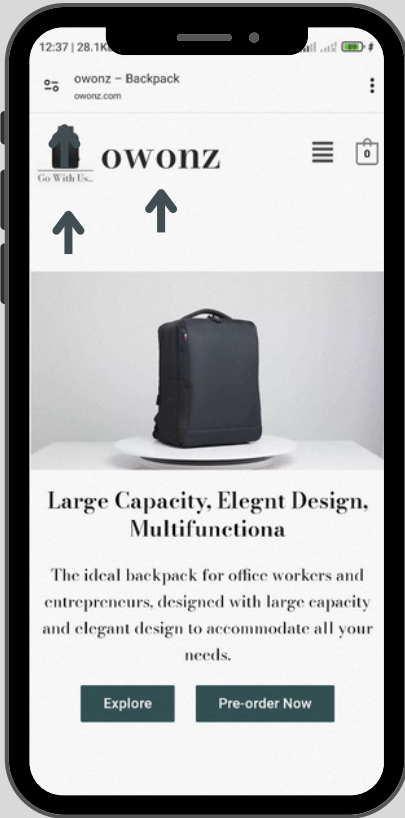 12:37 | 28.1K
owonz – Backpack
owonz.com
owonz
0
Go With Us..
Large Capacity, Elegnt Design,
Multifunctiona
The ideal backpack for office workers and
entrepreneurs, designed with large capacity
and elegant design to accommodate all your
needs.
Explore
Pre-order Now